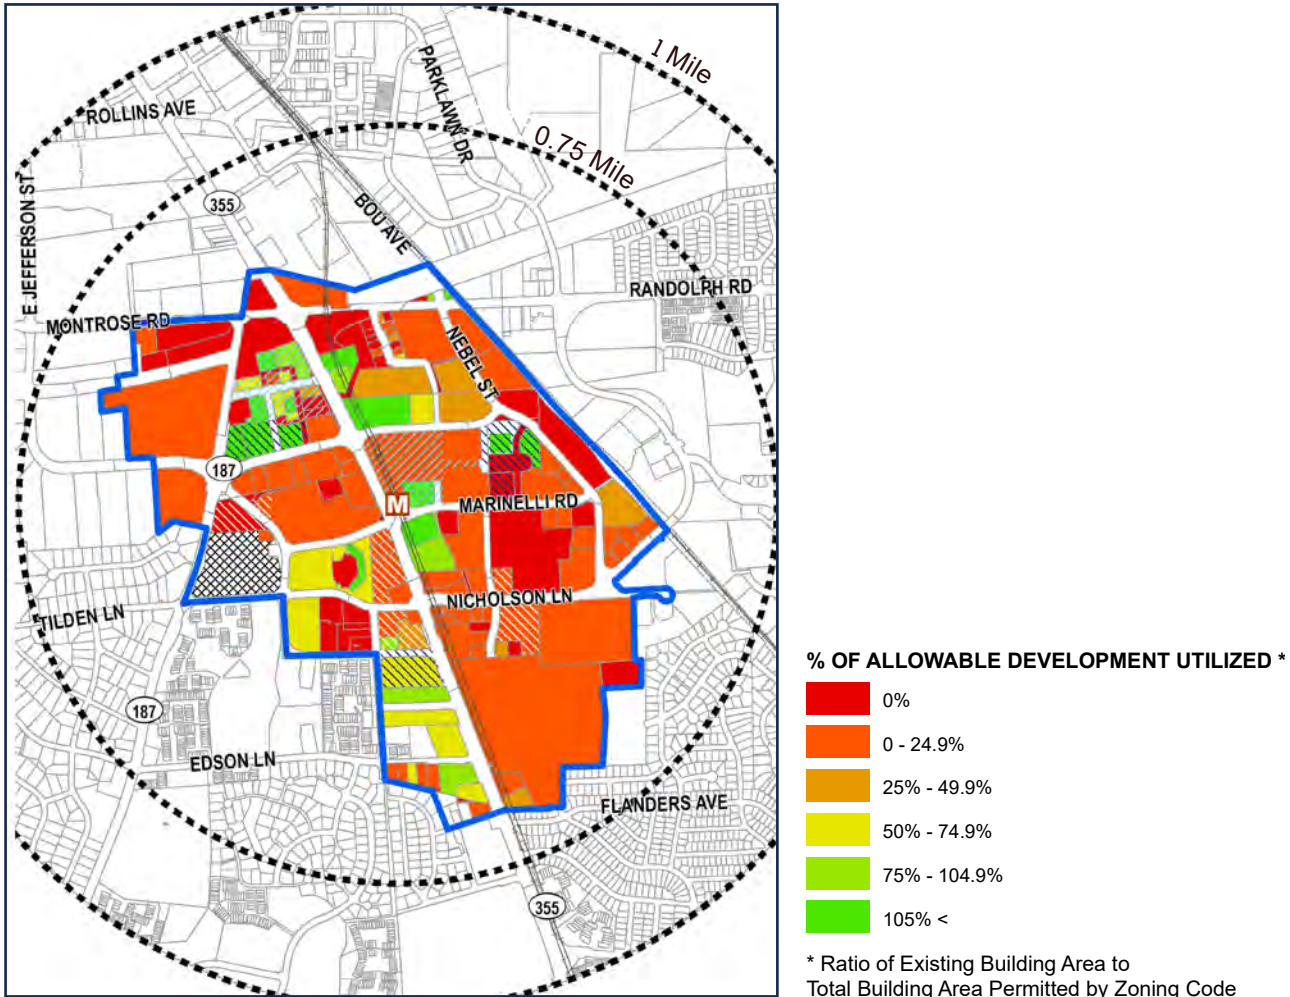 1 Mile
PARKLAWN DR
ROLLINS AVE
0.75 Mile
E JEFFERSON ST
355
BOU AVE
RANDOLPH RD
MONTROSE RD
NEBEL ST
187
M
MARINELLI RD
NICHOLSON LN
TILDEN LN
187
EDSON LN
FLANDERS AVE
355
% OF ALLOWABLE DEVELOPMENT UTILIZED *
0%
0 - 24.9%
25% - 49.9%
50% - 74.9%
75% - 104.9%
105% <
* Ratio of Existing Building Area to
Total Building Area Permitted by Zoning Code